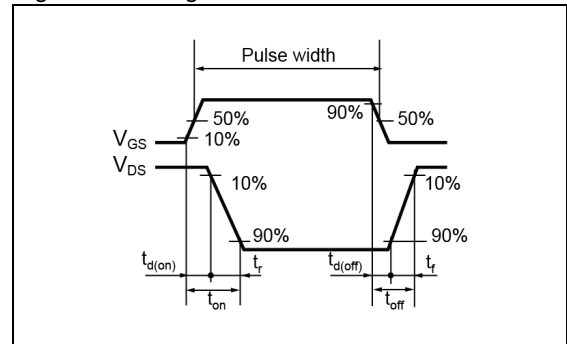 Pulse width
50%
10%
90%
50%
VGS
VDS
10%
90%
10%
90%
td(on)
tr
td(off)
tf
ton
toff